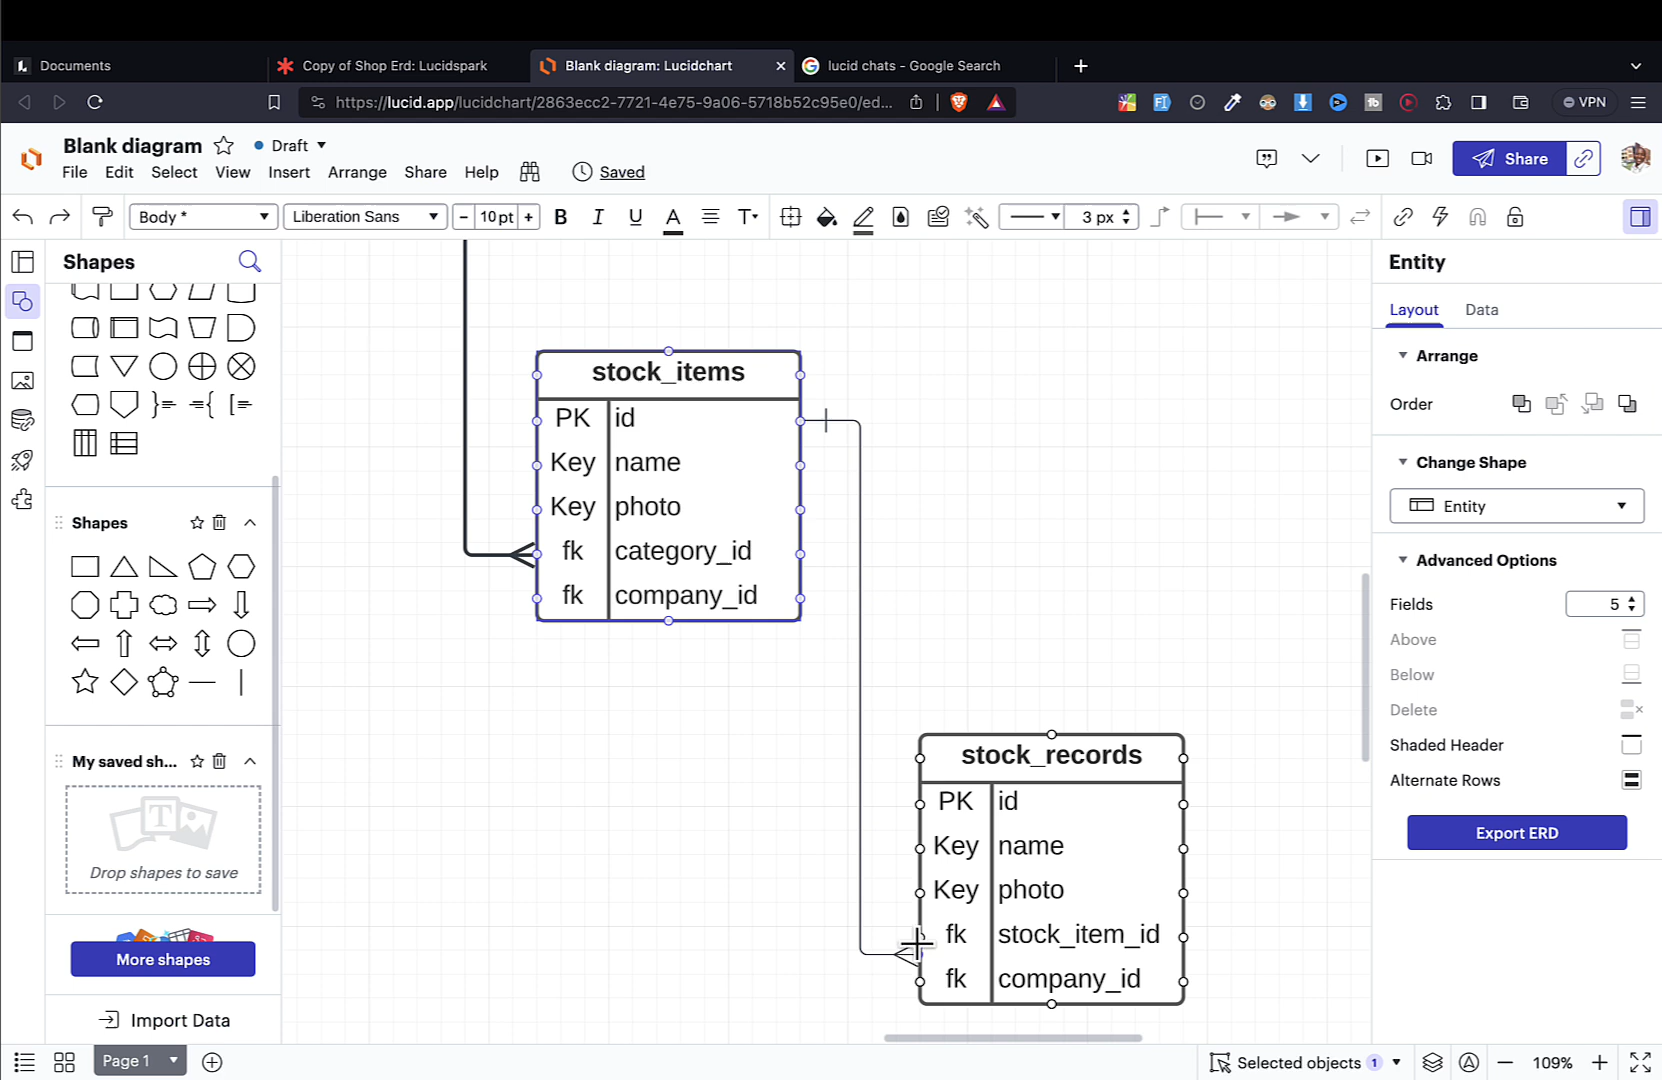 Documents
Copy of Shop Erd: Lucidspark
Blank diagram: Lucidchart
lucid chats - Google Search
https://lucid.app/lucidchart/2863ecc2-7721-4e75-9a06-5718b52c95e0/ed...
VPN
Blank diagram
Draft
File Edit Select View Insert Arrange Share Help
Saved
Share
Body *
Liberation Sans
10 pt
B I U A T
3 px
Shapes
Shapes
My saved sh...
T
Drop shapes to save
More shapes
Import Data
stock_items
PK id
Key name
Key photo
fk category_id
fk company_id
stock_records
PK id
Key name
Key photo
fk stock_item_id
fk company_id
Entity
Layout Data
Arrange
Order
Change Shape
Entity
Advanced Options
Fields 5
Above
Below
Delete
Shaded Header
Alternate Rows
Export ERD
Page 1
Selected objects 1
109%